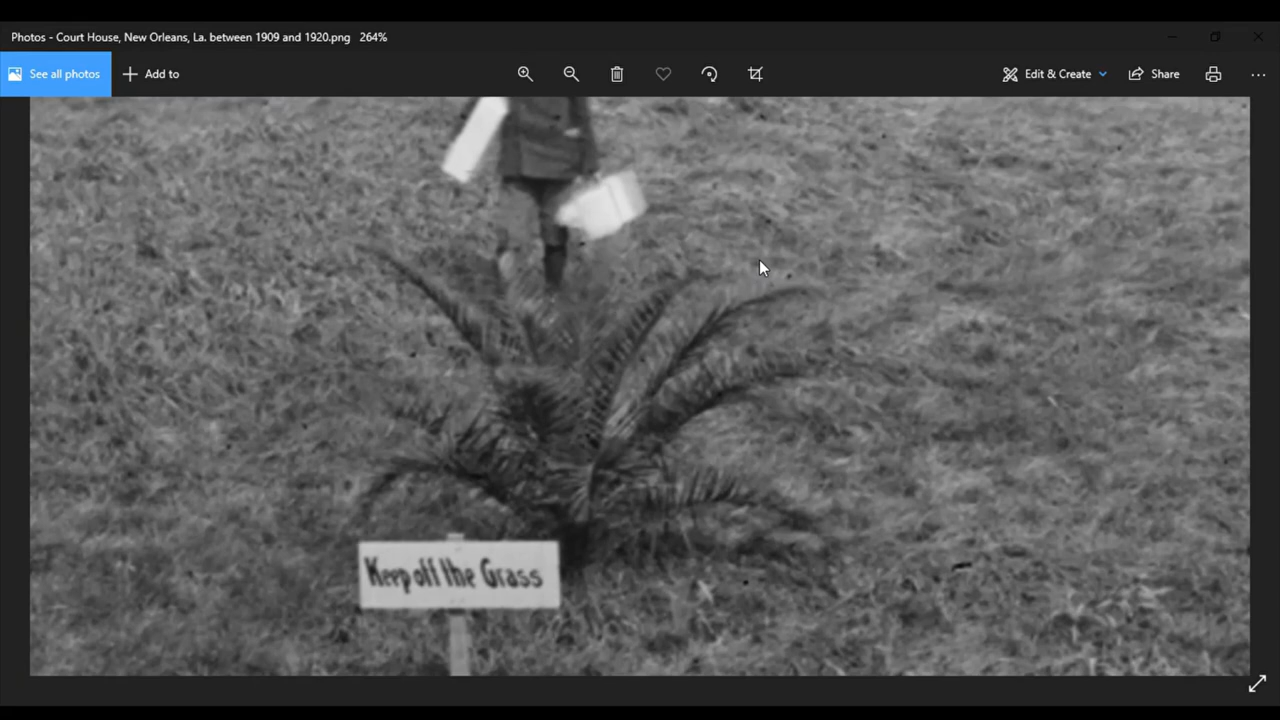 Photos - Court House, New Orleans, La. between 1909 and 1920.png 264%
See all photos
Add to
Edit & Create
Share
Keep off the Grass